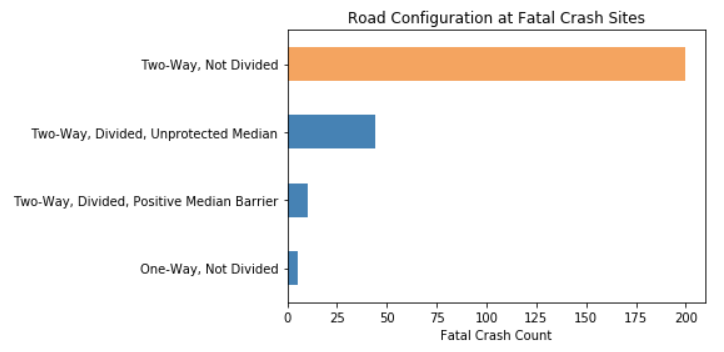 Road Configuration at Fatal Crash Sites
Two-Way, Not Divided
Two-Way, Divided, Unprotected Median
Two-Way, Divided, Positive Median Barrier
One-Way, Not Divided
0 25 50 75 100 125 150 175 200
Fatal Crash Count